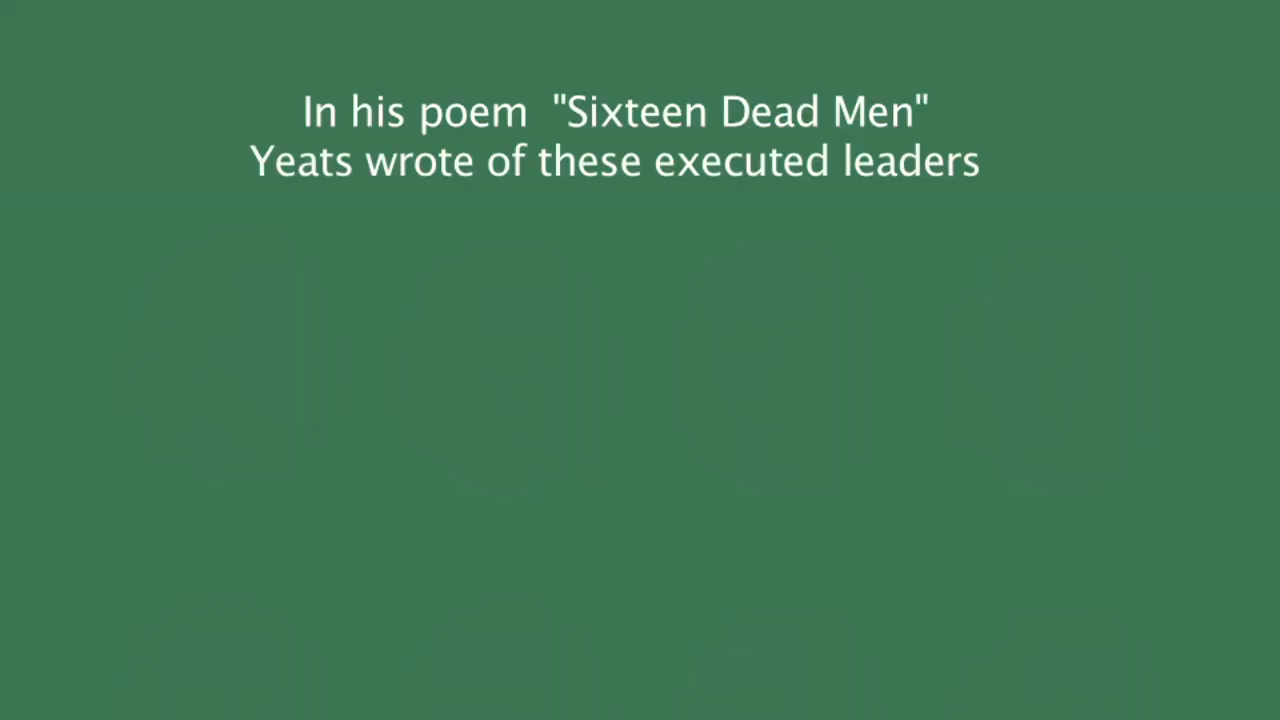 In his poem  "Sixteen Dead Men"
Yeats wrote of these executed leaders